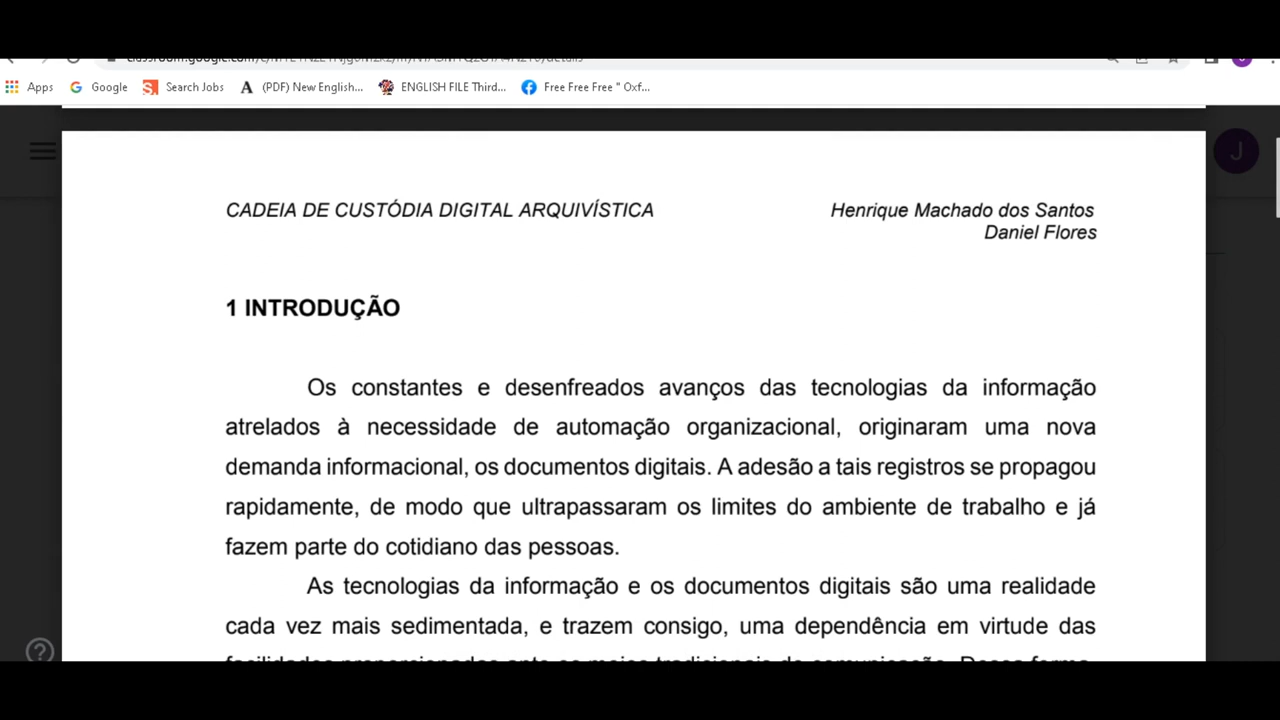 Apps Google Search Jobs (PDF) New English... ENGLISH FILE Third... Free Free Free " Oxf...
J
CADEIA DE CUSTÓDIA DIGITAL ARQUIVÍSTICA Henrique Machado dos Santos
Daniel Flores
1 INTRODUÇÃO
Os constantes e desenfreados avanços das tecnologias da informação
atrelados à necessidade de automação organizacional, originaram uma nova
demanda informacional, os documentos digitais. A adesão a tais registros se propagou
rapidamente, de modo que ultrapassaram os limites do ambiente de trabalho e já
fazem parte do cotidiano das pessoas.
As tecnologias da informação e os documentos digitais são uma realidade
cada vez mais sedimentada, e trazem consigo, uma dependência em virtude das